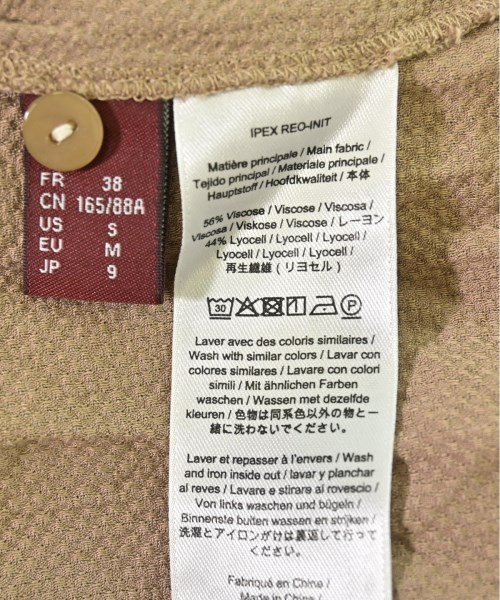 FR 38
CN 165/88A
US S
EU M
JP 9
IPEX REO-INIT
Matière principale / Main fabric /
Tejido principal / Materiale principale /
Hauptstoff / Hoofdkwaliteit / 本体
56% Viscose / Viscose / Viscosa /
Viscosa / Viskose / Viscose / レーヨン
44% Lyocell / Lyocell / Lyocell /
Lyocell / Lyocell / Lyocell /
再生繊維 (リヨセル)
30
P
Laver avec des coloris similaires /
Wash with similar colors / Lavar con
colores similares / Lavare con colori
simili / Mit ähnlichen Farben
waschen / Wassen met dezelfde
kleuren / 色物は同系色以外の物と一
緒に洗わないでください。
Laver et repasser à l'envers / Wash
and iron inside out / lavar y planchar
al reves / Lavare e stirare al rovescio /
Von links waschen und bügeln /
Binnenste buiten wassen en strijken /
洗濯とアイロンがけは裏返して行って
ください。
Fabriqué en Chine /
Made in China /